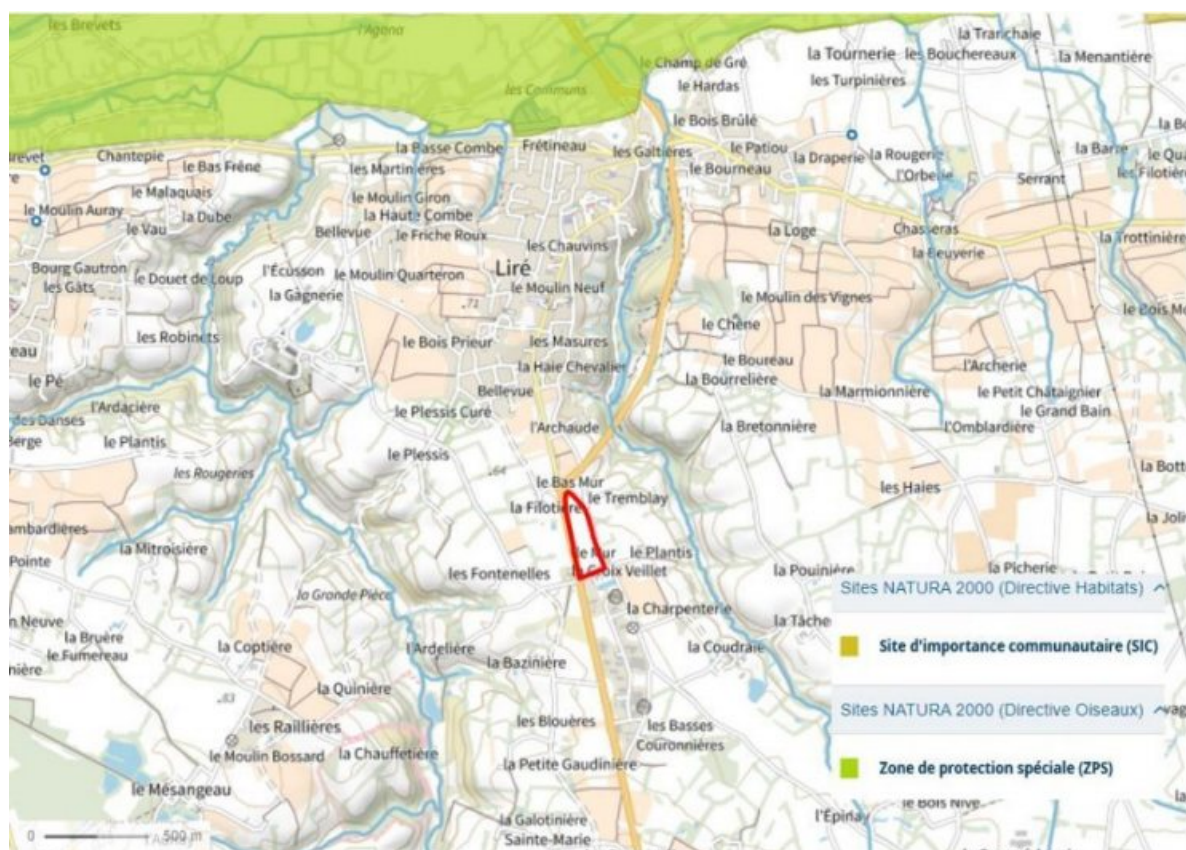 les Brevets
l'Agana
la Tranchaie
la Tournerie
les Bouchereaux
la Menantière
le Champ de Gré
les Turpinières
le Hardas
les Communs
le Bois Brûlé
la Basse Combe
Frétineau
les Galtières
le Patiou
la Barre
Chantepie
le Bas Frêne
les Martinières
le Bourneau
la Draperie
la Rougerie
l'Orbelle
Serrant
les Filotière
le Malaquais
le Moulin Giron
le Moulin Auray
la Dube
la Haute Combe
le Vau
Bellevue
le Friche Roux
la Loge
Chasseras
la Trottinière
les Chauvins
la Beuverie
Bourg Gautron
les Gâts
le Douet de Loup
l'Écusson
le Moulin Quarteron
Liré
la Gagnerie
le Moulin Neuf
.71
le Moulin des Vignes
le Chêne
les Robinets
le Bois Prieur
les Masures
le Pé
la Haie Chevalier
le Boureau
l'Archerie
la Bourrelière
la Marmionnière
le Petit Châtaignier
Bellevue
l'Ardacière
le Plessis Curé
le Grand Bain
des Danses
le Plantis
l'Archaude
la Bretonnière
l'Omblardière
le Plessis
les Rougeries
.64
le Bas Mur
les Haies
la Filotière
le Tremblay
la Mitroisière
le Mur
le Plantis
Pointe
les Fontenelles
la Croix Veillet
la Pouinière
la Picherie
la Grande Pièce
la Charpenterie
la Bruère
le Fumereau
la Coptière
l'Ardelière
la Coudraie
la Bazinière
.83
la Quinière
les Raillières
les Blouères
les Basses
Couronnières
le Moulin Bossard
la Chauffetière
la Petite Gaudinière
le Mésangeau
la Galotinière
Sainte-Marie
l'Épinay
le Bois Nive
0
500 m
Sites NATURA 2000 (Directive Habitats)
Site d'importance communautaire (SIC)
Sites NATURA 2000 (Directive Oiseaux)
Zone de protection spéciale (ZPS)